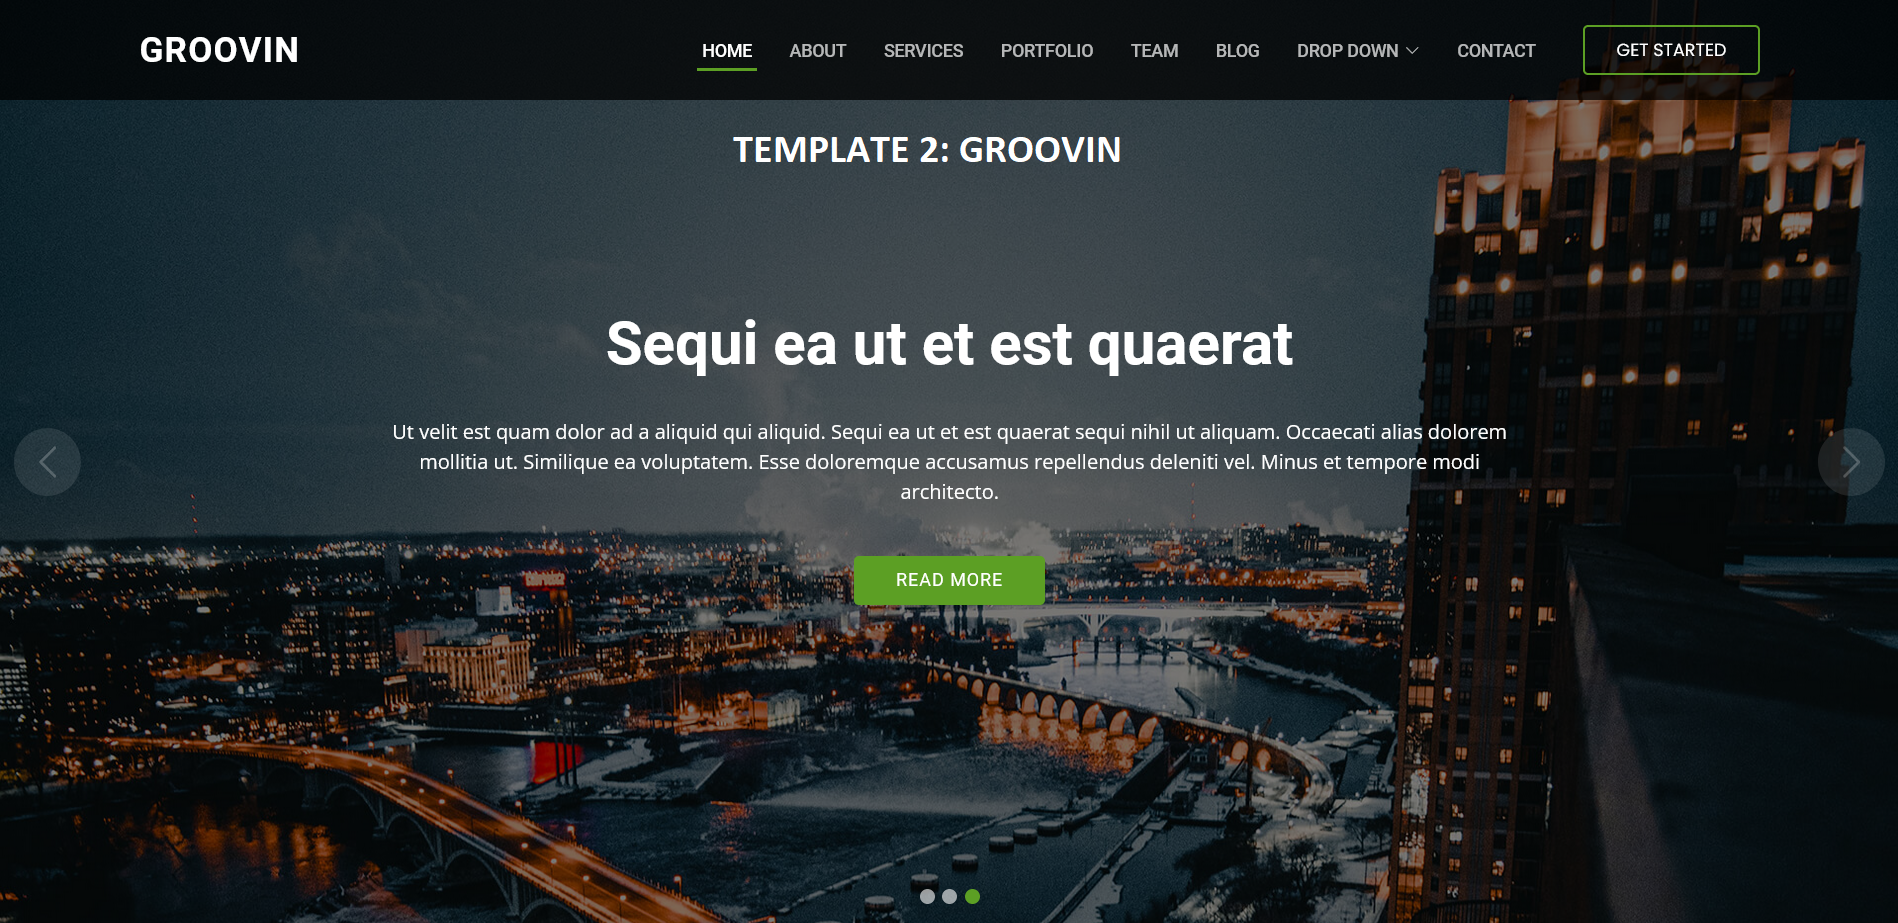 GROOVIN
HOME ABOUT SERVICES PORTFOLIO TEAM BLOG DROP DOWN CONTACT GET STARTED
TEMPLATE 2: GROOVIN
Sequi ea ut et est quaerat
Ut velit est quam dolor ad a aliquid qui aliquid. Sequi ea ut et est quaerat sequi nihil ut aliquam. Occaecati alias dolorem
mollitia ut. Similique ea voluptatem. Esse doloremque accusamus repellendus deleniti vel. Minus et tempore modi
architecto.
READ MORE